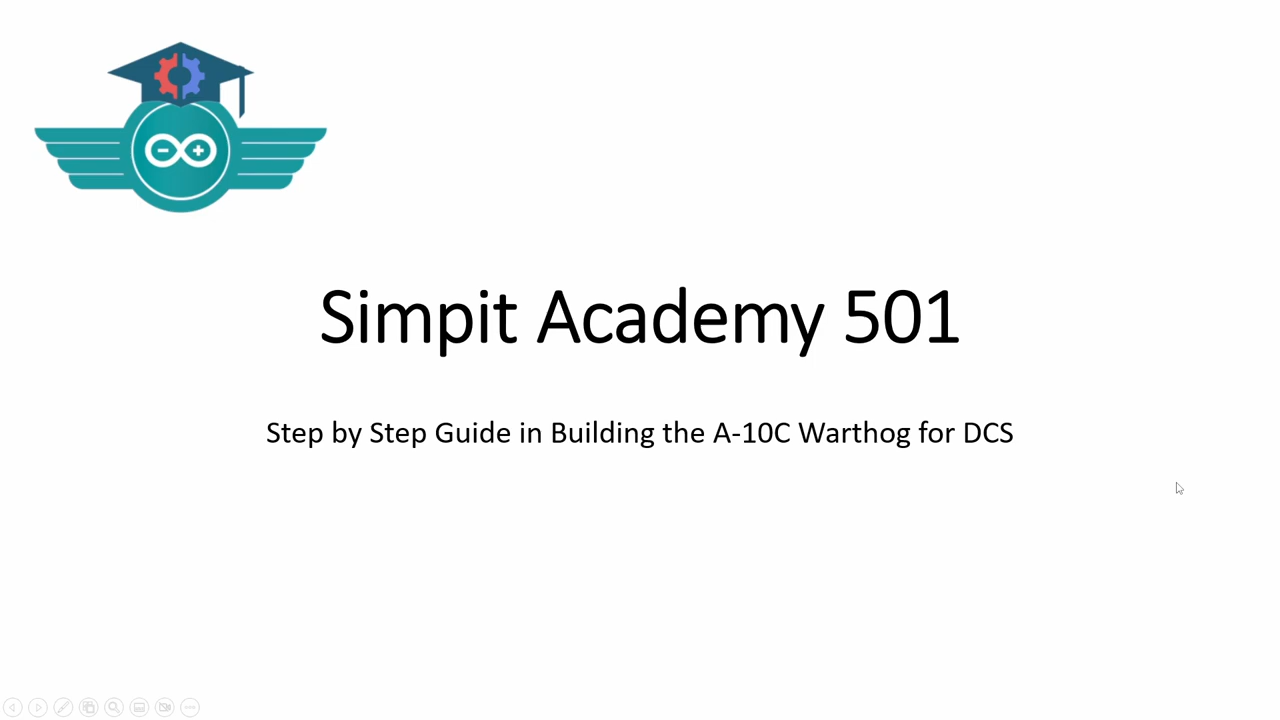 Simpit Academy 501
Step by Step Guide in Building the A-10C Warthog for DCS